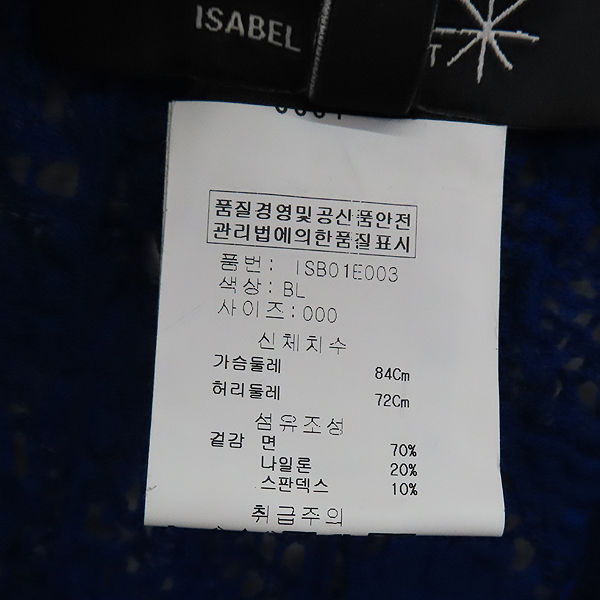 ISABEL
T
품질경영및공산품안전
관리법에의한품질표시
품번: ISB01E003
색상:BL
사이즈:000
신체치수
가슴둘레 84Cm
허리둘레 72Cm
섬유조성
겉감 면 70%
나일론 20%
스판덱스 10%
취급주의